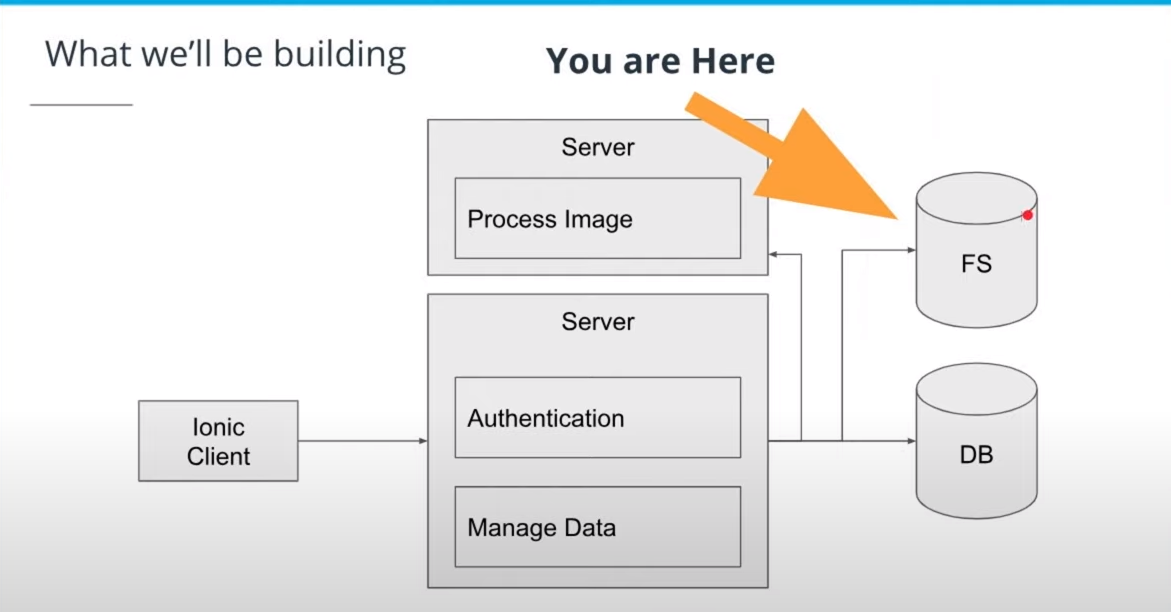 What we'll be building
You are Here
Server
Process Image
Server
Authentication
Manage Data
Ionic
Client
FS
DB